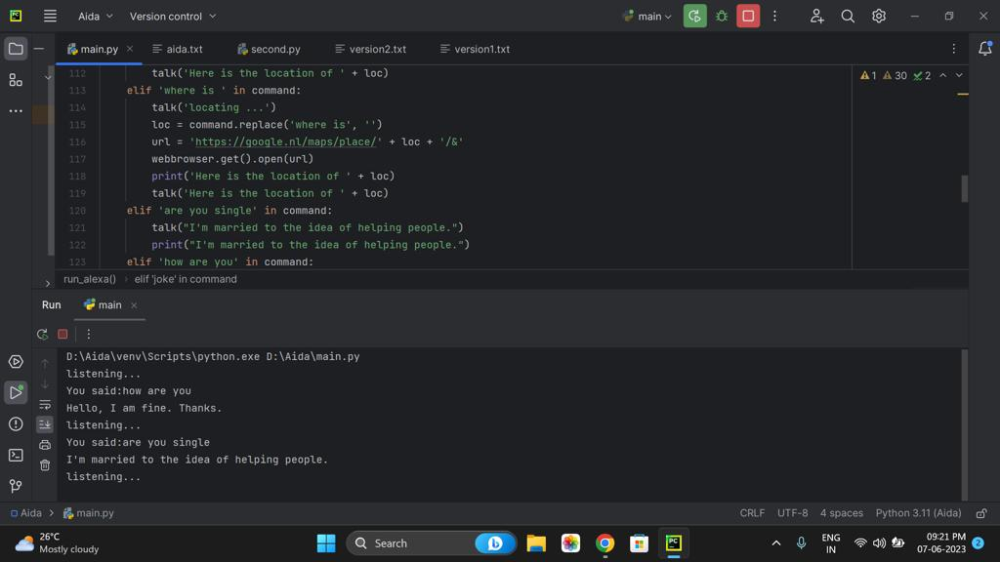 PC
Aida
Version control
main
main.py
aida.txt
second.py
version2.txt
version1.txt
1
30
2
112 talk('Here is the location of ' + loc)
113 elif 'where is ' in command:
114 talk('locating ...')
115 loc = command.replace('where is', '')
116 url = 'https://google.nl/maps/place/' + loc + '/&'
117 webbrowser.get().open(url)
118 print('Here is the location of ' + loc)
119 talk('Here is the location of ' + loc)
120 elif 'are you single' in command:
121 talk("I'm married to the idea of helping people.")
122 print("I'm married to the idea of helping people.")
123 elif 'how are you' in command:
run_alexa() › elif 'joke' in command
Run
main
D:\Aida\venv\Scripts\python.exe D:\Aida\main.py
listening...
You said:how are you
Hello, I am fine. Thanks.
listening...
You said:are you single
I'm married to the idea of helping people.
listening...
Aida › main.py
CRLF
UTF-8
4 spaces
Python 3.11 (Aida)
26°C
Mostly cloudy
Search
b
PC
ENG
IN
09:21 PM
07-06-2023
2